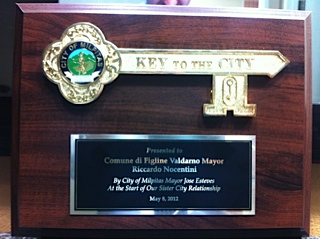 CITY OF MILPITAS
KEY TO THE CITY
Presented to
Comune di Figline Valdarno Mayor
Riccardo Nocentini
By City of Milpitas Mayor Jose Esteves
At the Start of Our Sister City Relationship
May 8, 2012